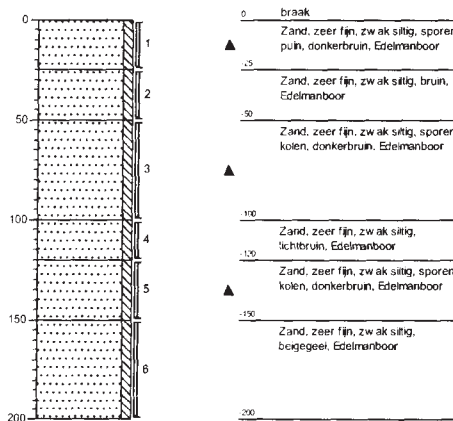 0
50
100
150
200
1
2
3
4
5
6
0 braak
Zand, zeer fijn, zwak siltig, sporen
puin, donkerbruin, Edelmanboor
-25
Zand, zeer fijn, zwak siltig, bruin,
Edelmanboor
-50
Zand, zeer fijn, zwak siltig, sporen
kolen, donkerbruin, Edelmanboor
-100
Zand, zeer fijn, zwak siltig,
lichtbruin, Edelmanboor
-120
Zand, zeer fijn, zwak siltig, sporen
kolen, donkerbruin, Edelmanboor
-150
Zand, zeer fijn, zwak siltig,
beigegeel, Edelmanboor
-200